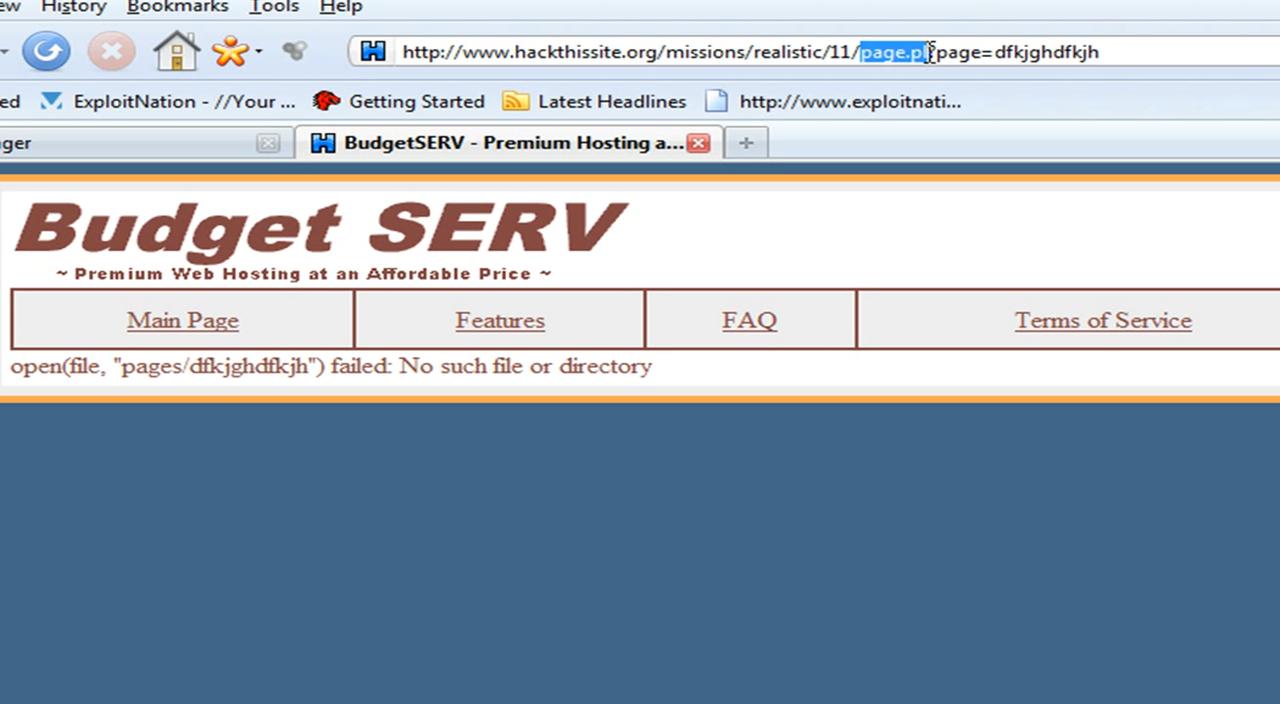 History Bookmarks Tools Help
http://www.hackthissite.org/missions/realistic/11/page.pl?page=dfkjghdfkjh
ed ExploitNation - //Your ... Getting Started Latest Headlines http://www.exploitnati...
ger BudgetSERV - Premium Hosting a...
Budget SERV
~ Premium Web Hosting at an Affordable Price ~
Main Page Features FAQ Terms of Service
open(file, "pages/dfkjghdfkjh") failed: No such file or directory